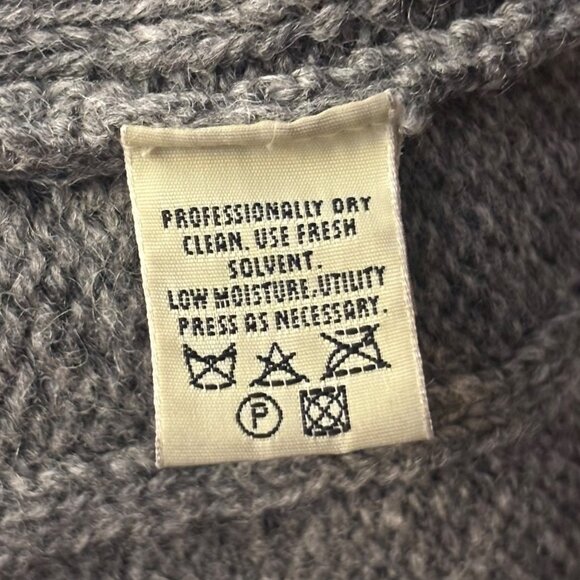 PROFESSIONALLY DRY
CLEAN. USE FRESH
SOLVENT.
LOW MOISTURE. UTILITY
PRESS AS NECESSARY.
P